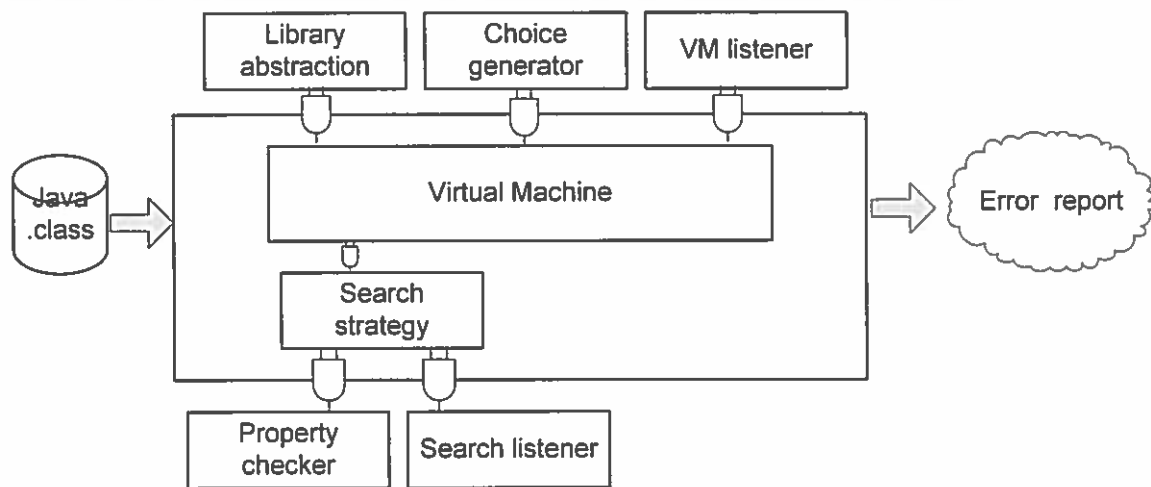 Library
abstraction
Choice
generator
VM listener
Java
.class
Virtual Machine
Error report
Search
strategy
Property
checker
Search listener